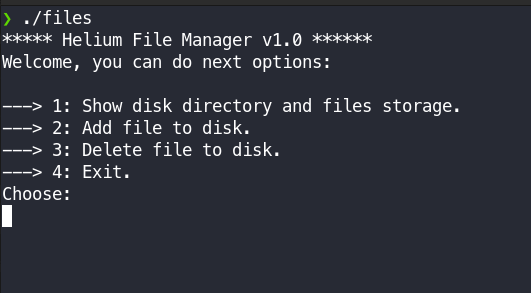 ❯ ./files
***** Helium File Manager v1.0 ******
Welcome, you can do next options:
———> 1: Show disk directory and files storage.
———> 2: Add file to disk.
———> 3: Delete file to disk.
———> 4: Exit.
Choose: